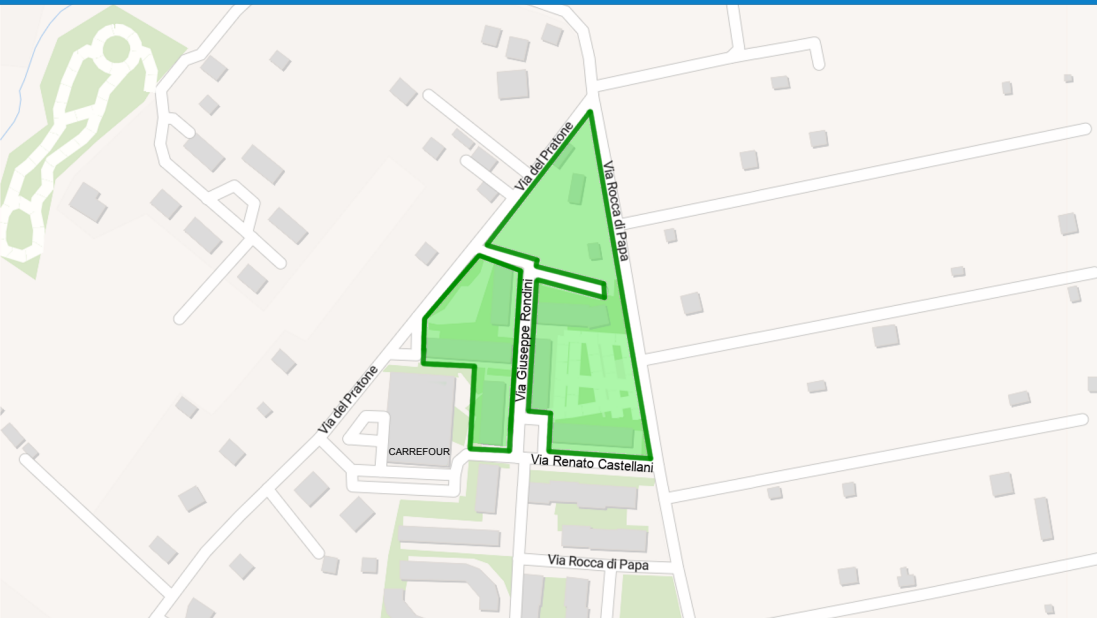 Via del Pratone
Via Rocca di Papa
Via Giuseppe Rondini
Via del Pratone
CARREFOUR
Via Renato Castellani
Via Rocca di Papa